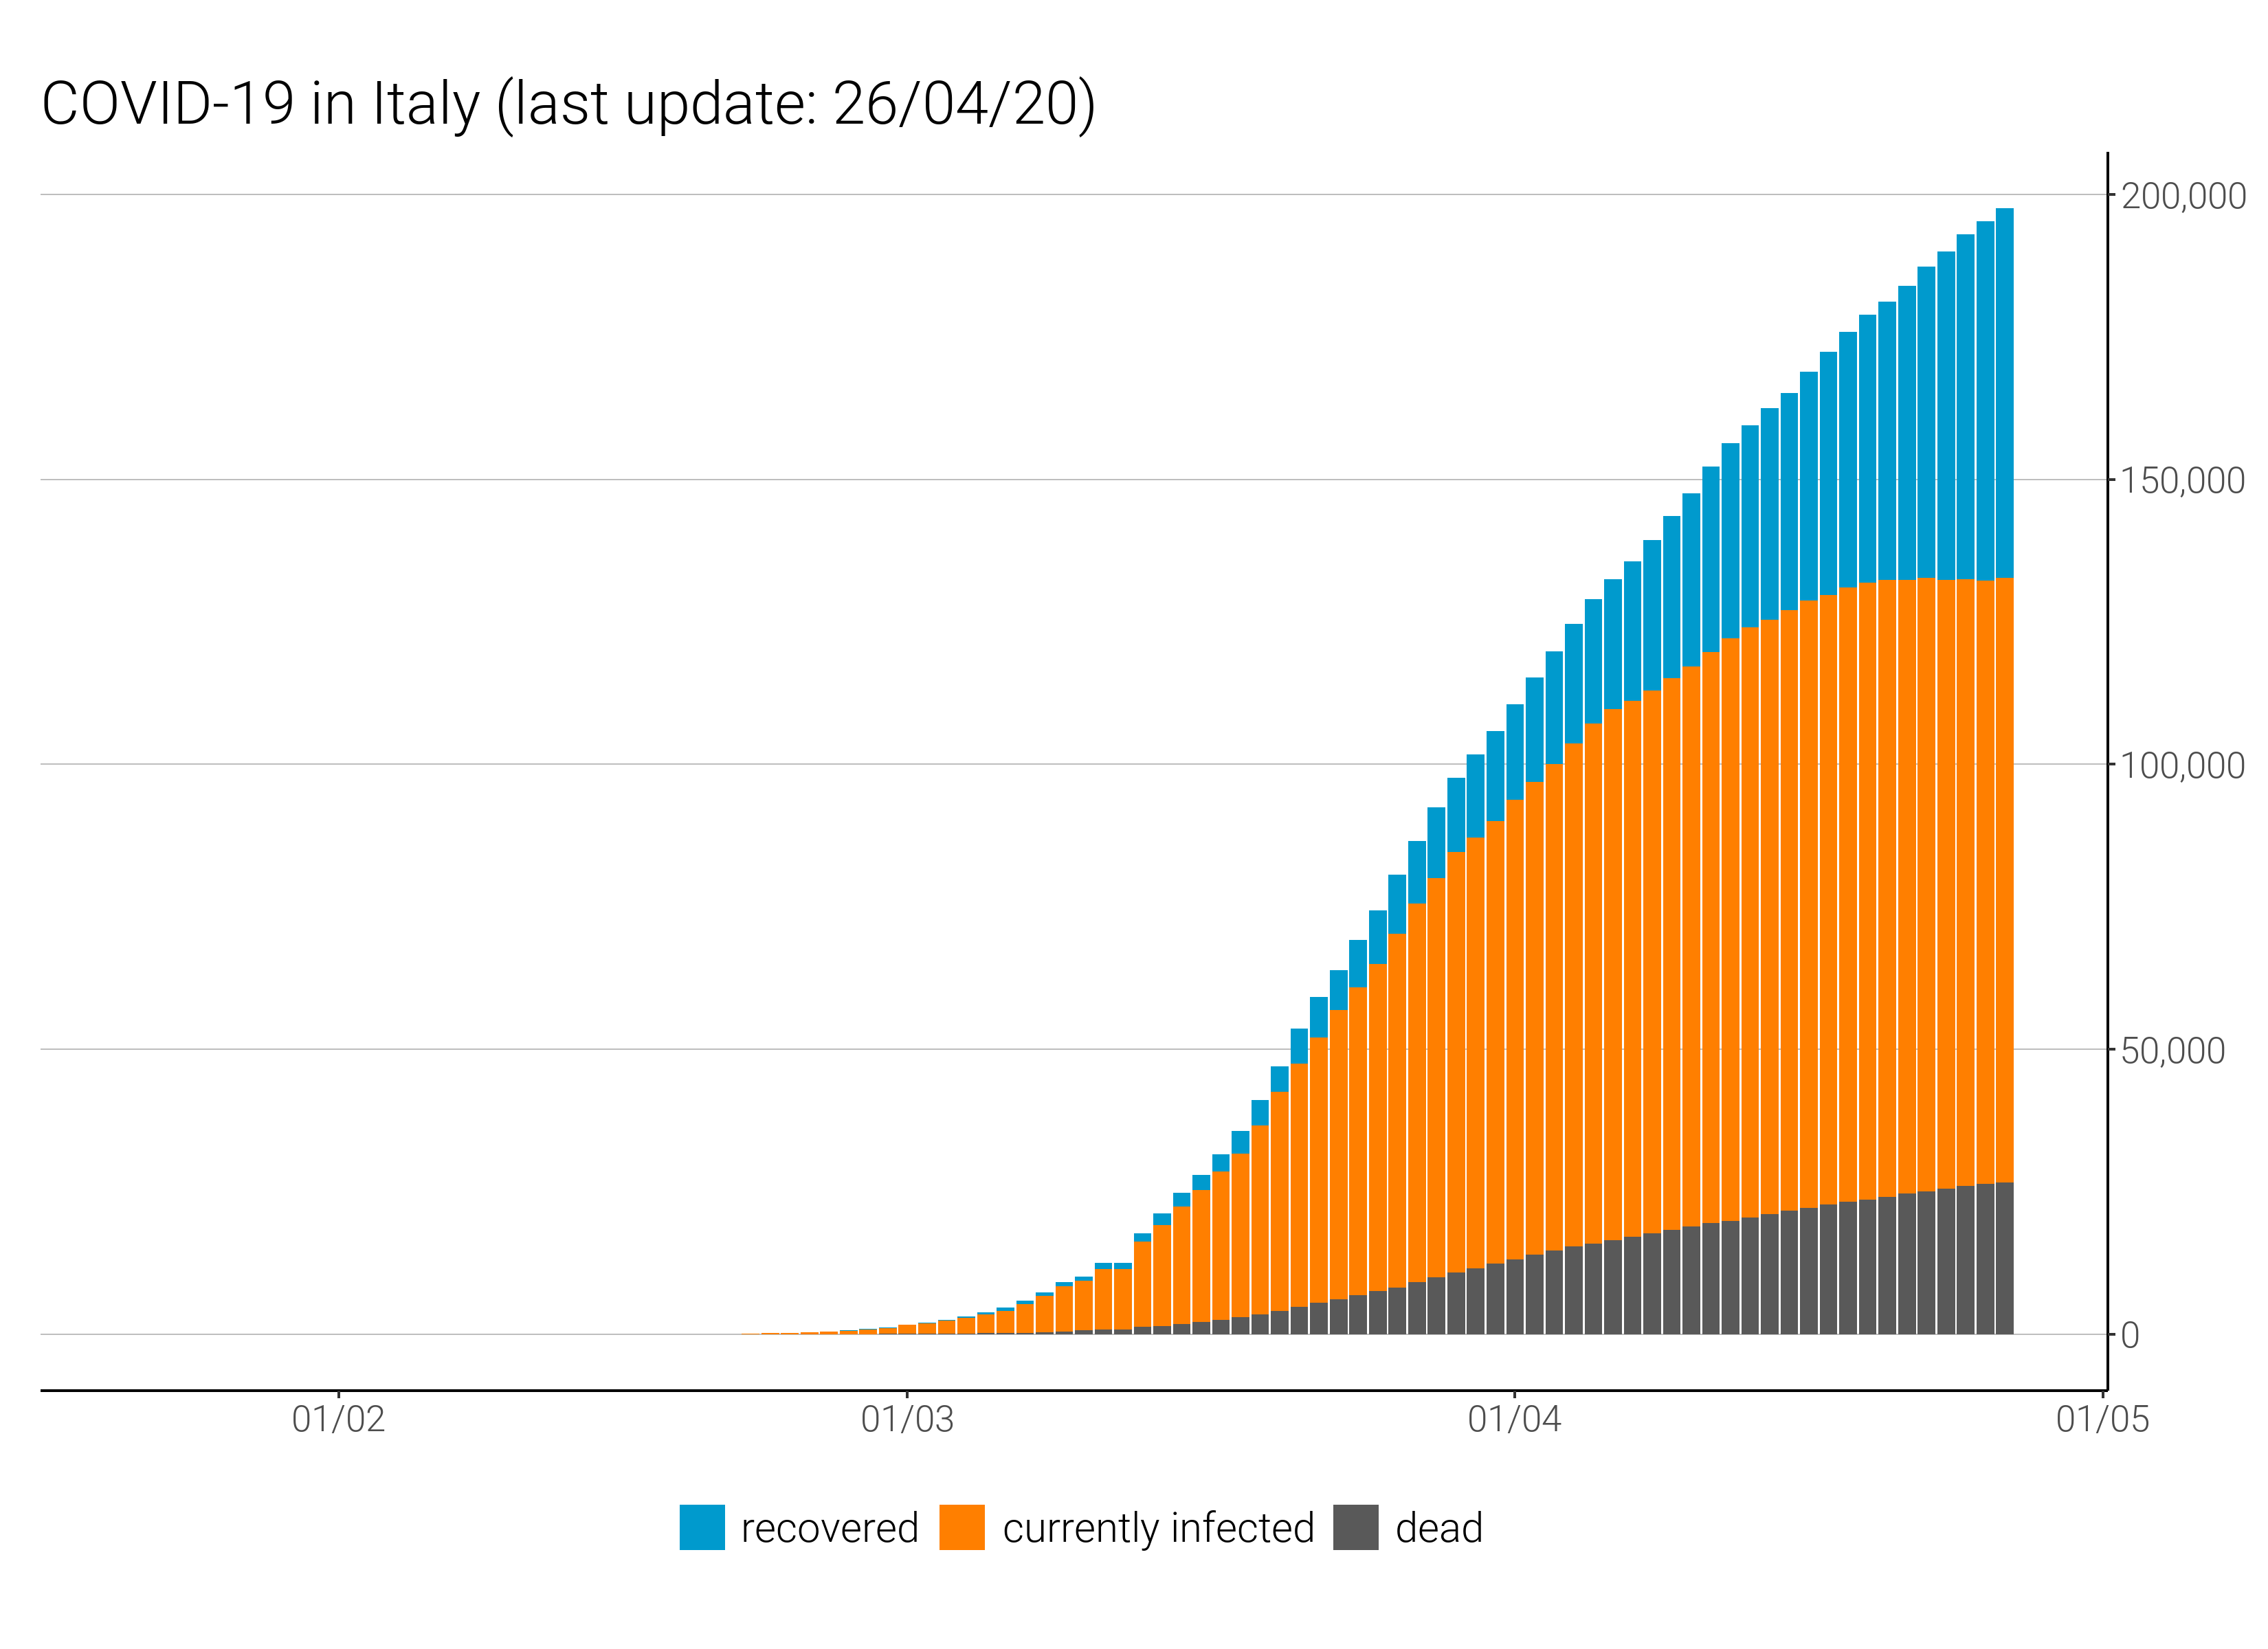 COVID-19 in Italy (last update: 26/04/20)
200,000
150,000
100,000
50,000
0
01/02 01/03 01/04 01/05
recovered currently infected dead